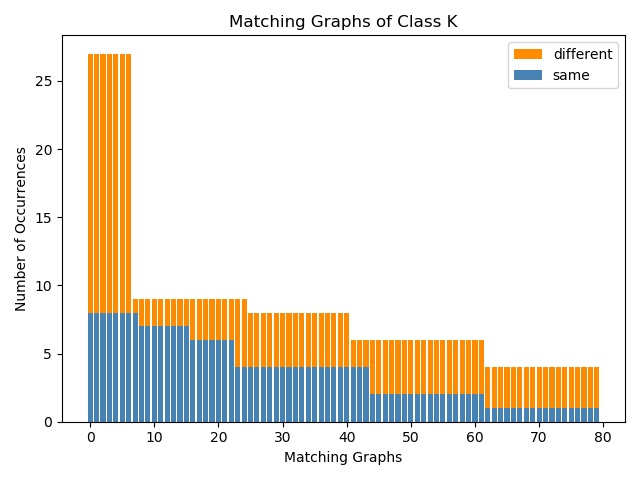 Matching Graphs of Class K
different
same
Number of Occurrences
25
20
15
10
5
0
0 10 20 30 40 50 60 70 80
Matching Graphs